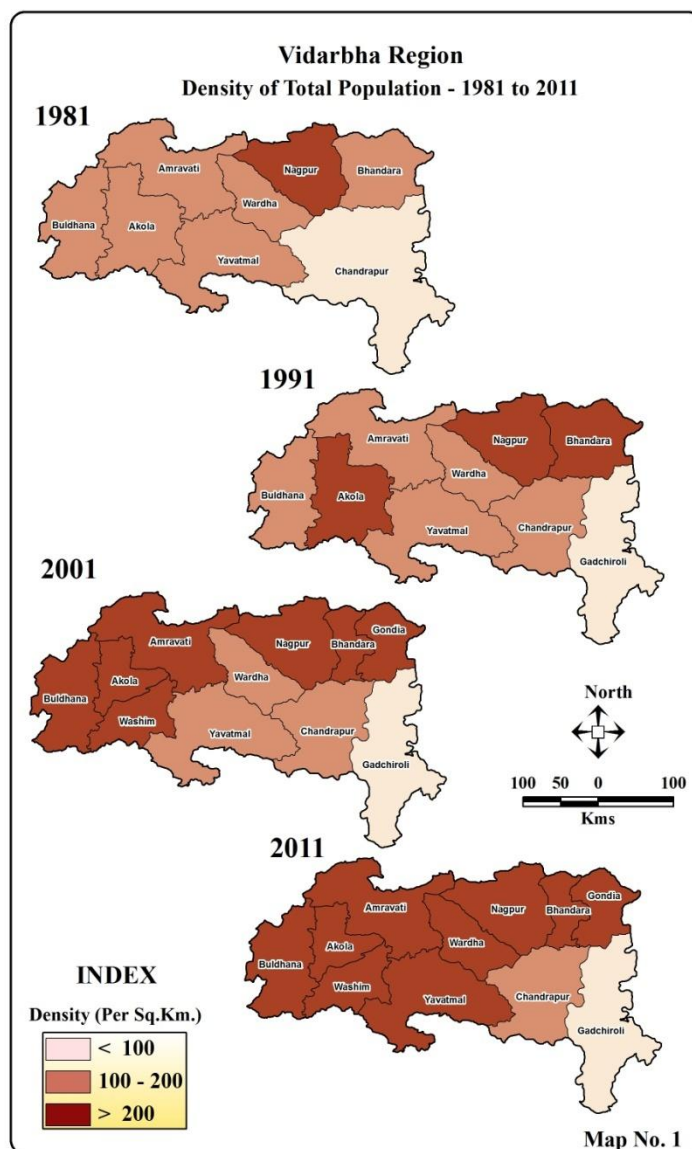 Vidarbha Region
Density of Total Population - 1981 to 2011
1981
Amravati
Nagpur
Bhandara
Wardha
Buldhana
Akola
Yavatmal
Chandrapur
1991
Amravati
Nagpur
Bhandara
Wardha
Buldhana
Akola
Yavatmal
Chandrapur
Gadchiroli
2001
Gondia
Amravati
Nagpur
Bhandara
Wardha
Akola
Buldhana
Washim
Yavatmal
Chandrapur
Gadchiroli
North
100 50 0 100
Kms
2011
Gondia
Amravati
Nagpur
Bhandara
Wardha
Akola
Buldhana
Washim
Yavatmal
Chandrapur
Gadchiroli
INDEX
Density (Per Sq.Km.)
< 100
100 - 200
> 200
Map No. 1